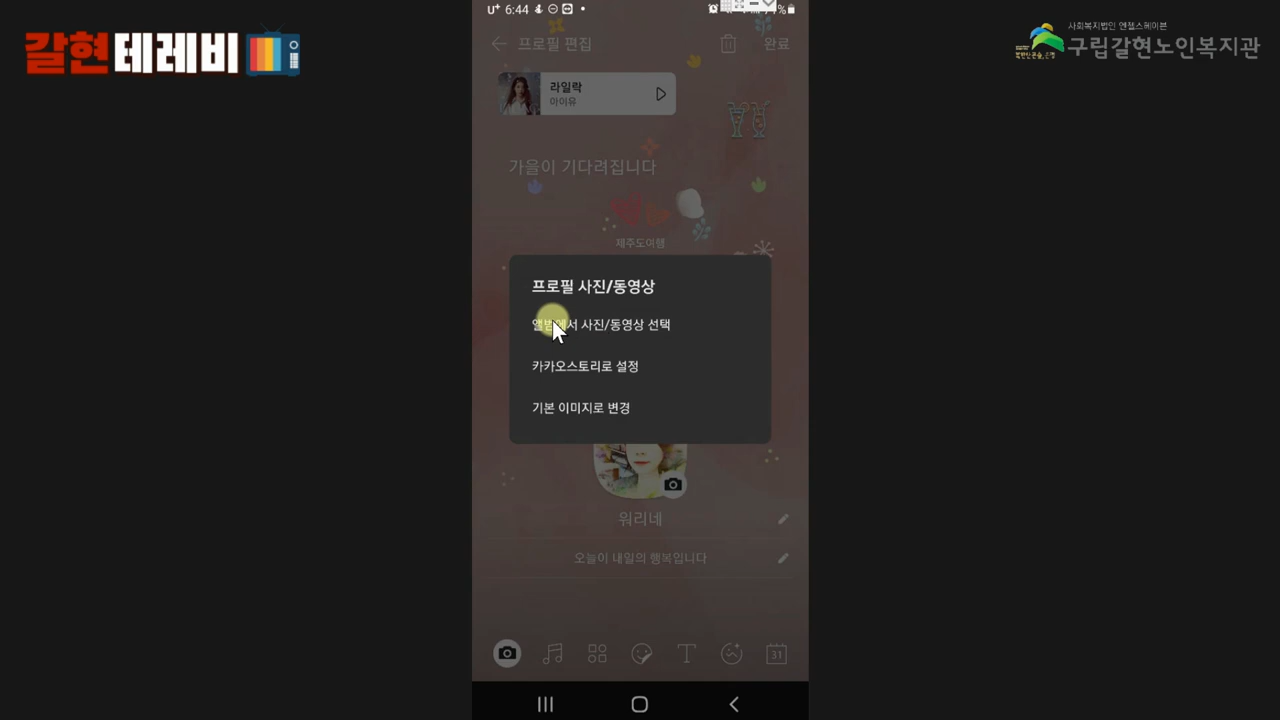 갈현테레비
사회복지법인 엔젤스헤이븐
구립갈현노인복지관
U+ 6:44
프로필 편집
완료
라일락
아이유
가을이 기다려집니다
제주도여행
프로필 사진/동영상
앨범에서 사진/동영상 선택
카카오스토리로 설정
기본 이미지로 변경
워리네
오늘이 내일의 행복입니다
31